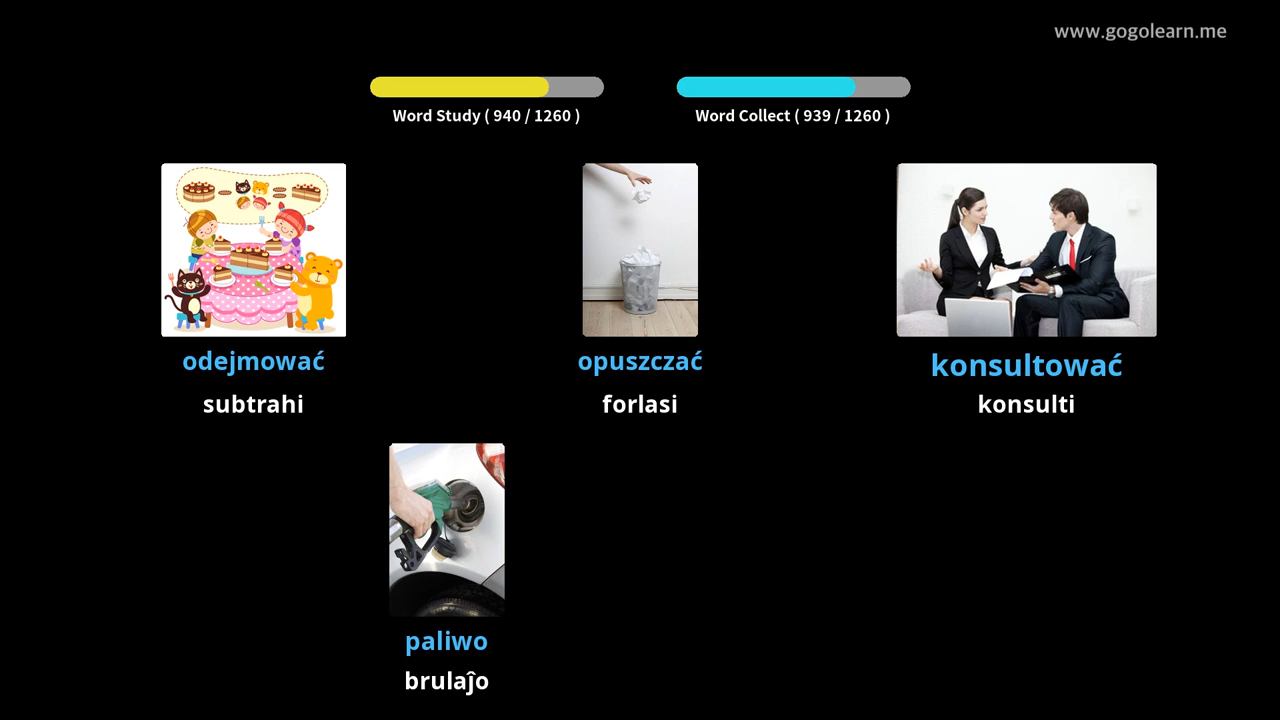 www.gogolearn.me
Word Study ( 940 / 1260 )
Word Collect ( 939 / 1260 )
odejmować
subtrahi
opuszczać
forlasi
konsultować
konsulti
paliwo
brulaĵo